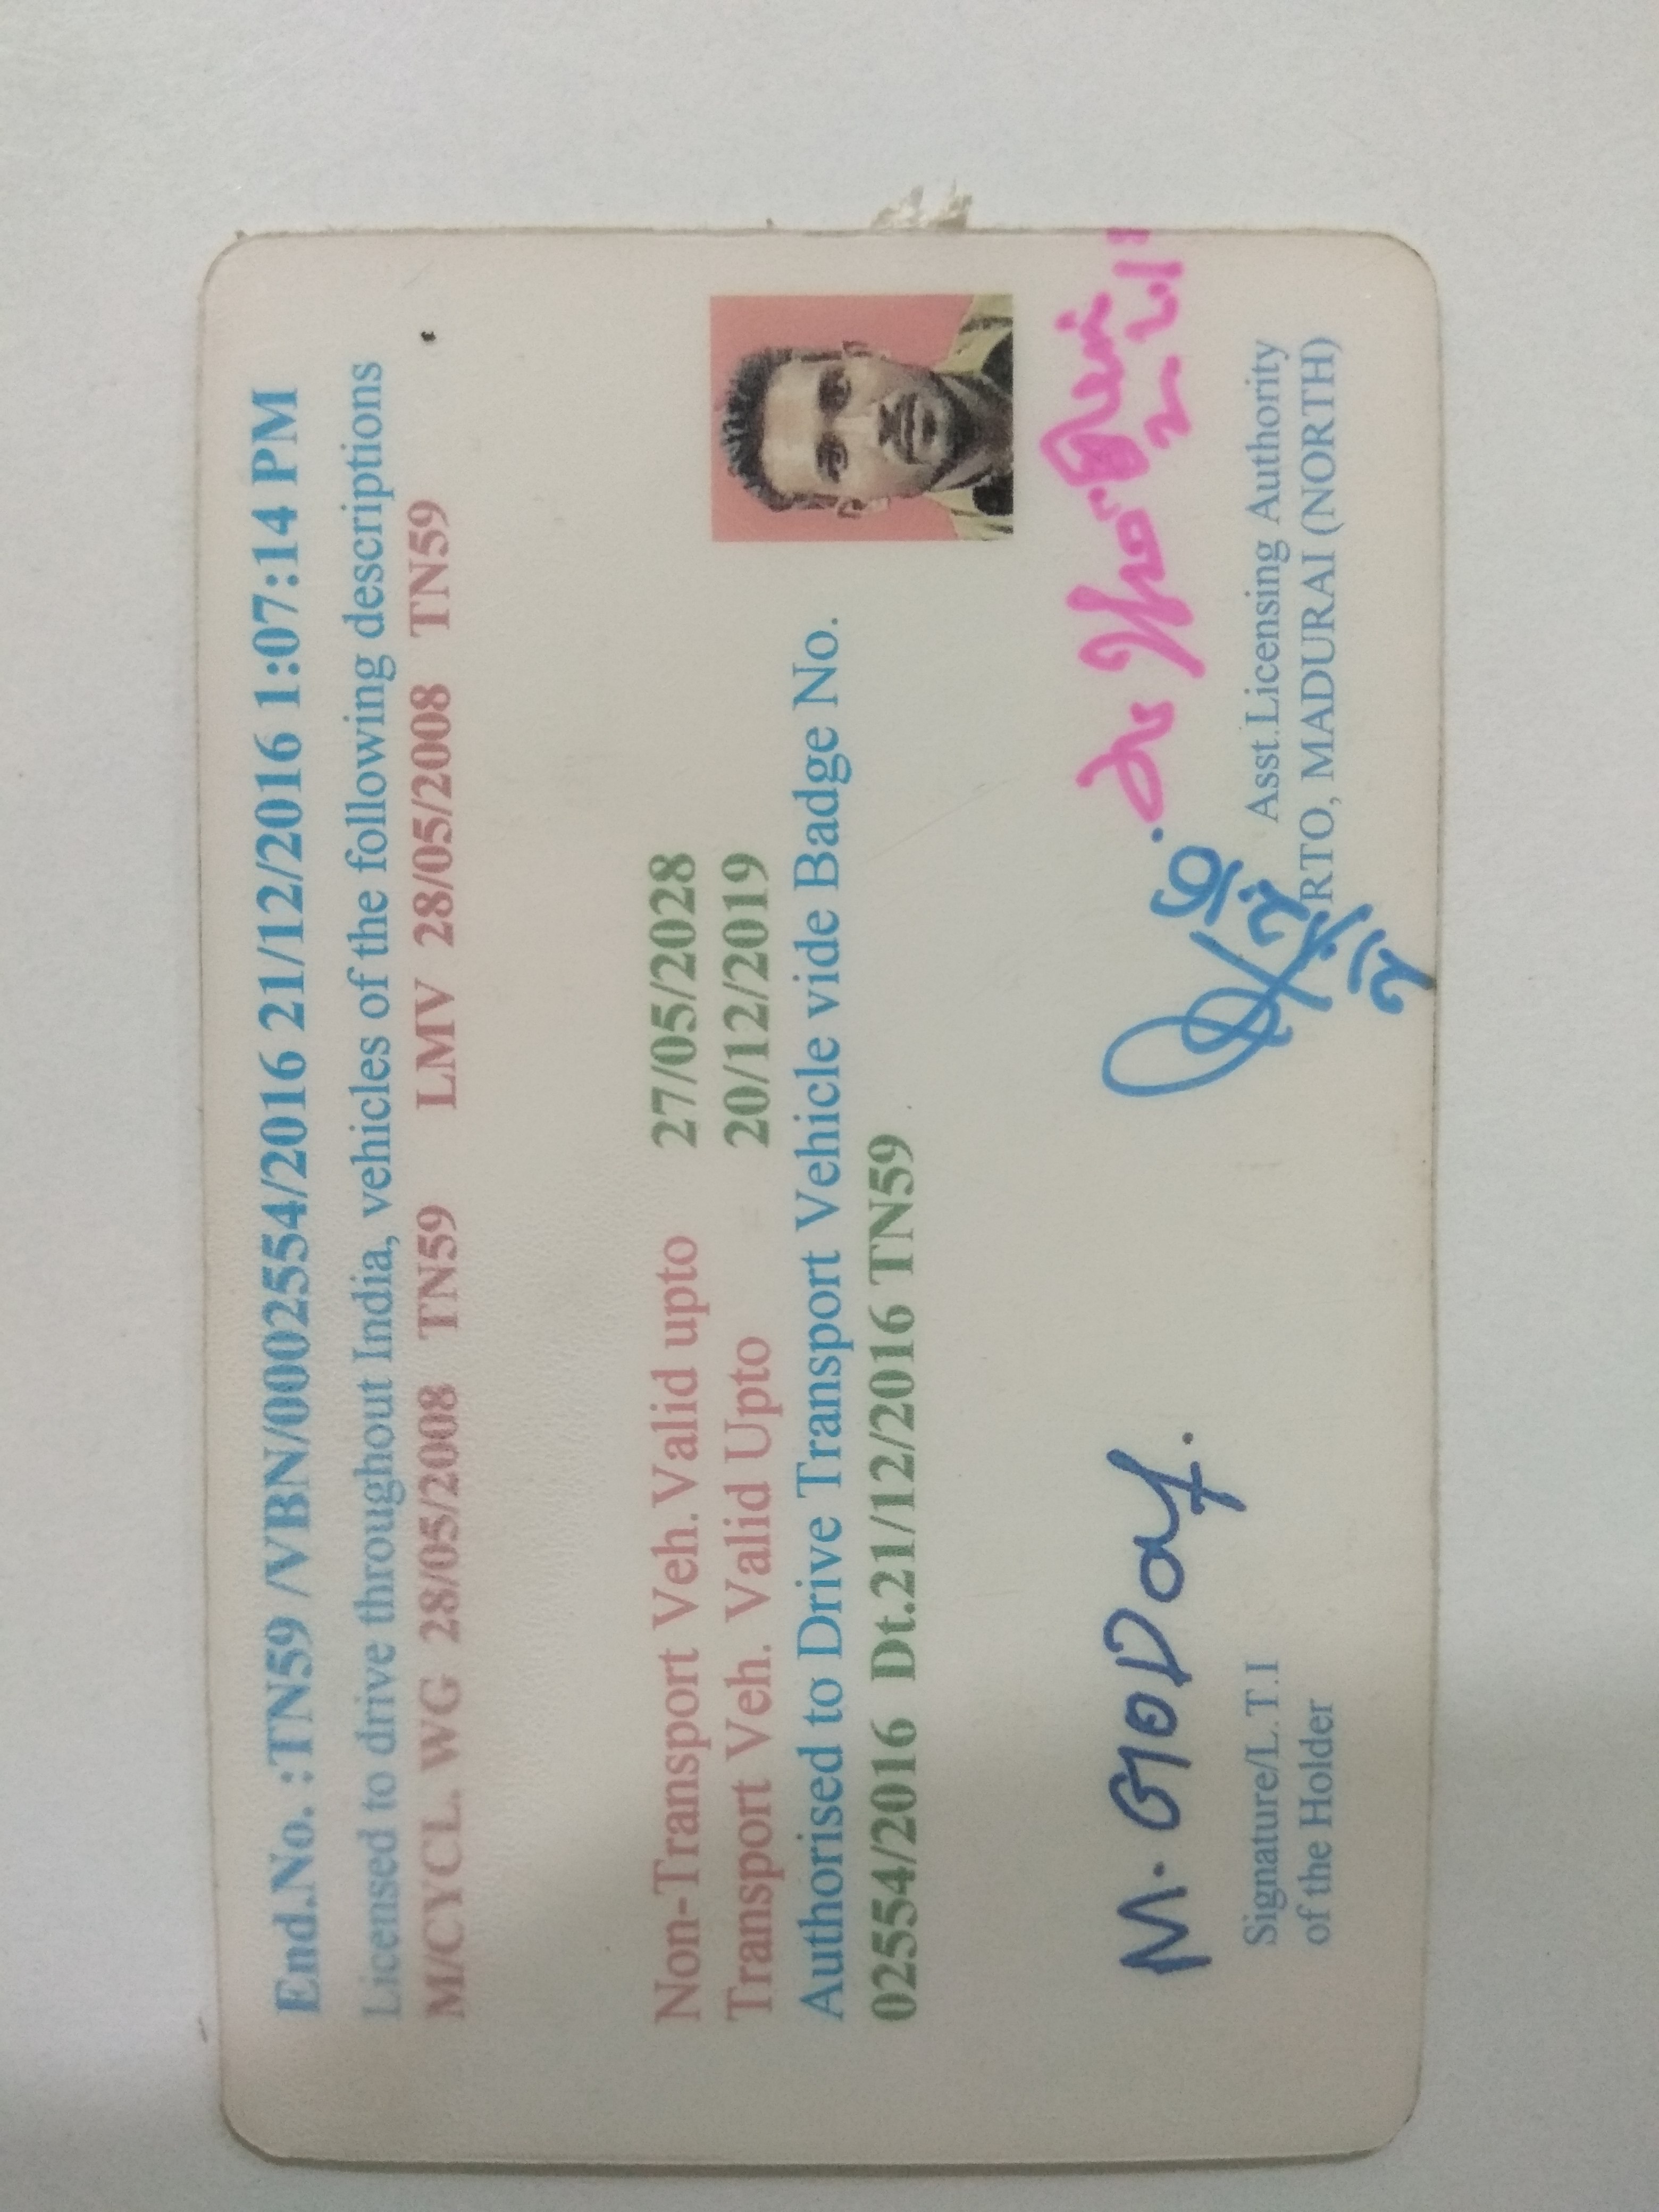 End.No. :TN59 /VBN/0002554/2016 21/12/2016 1:07:14 PM
Licensed to drive throughout India, vehicles of the following descriptions
M/CYCL. WG 28/05/2008 TN59 LMV 28/05/2008 TN59
Non-Transport Veh.Valid upto 27/05/2028
Transport Veh. Valid Upto 20/12/2019
Authorised to Drive Transport Vehicle vide Badge No.
02554/2016 Dt.21/12/2016 TN59
Signature/L.T.I
of the Holder
Asst.Licensing Authority
RTO, MADURAI (NORTH)